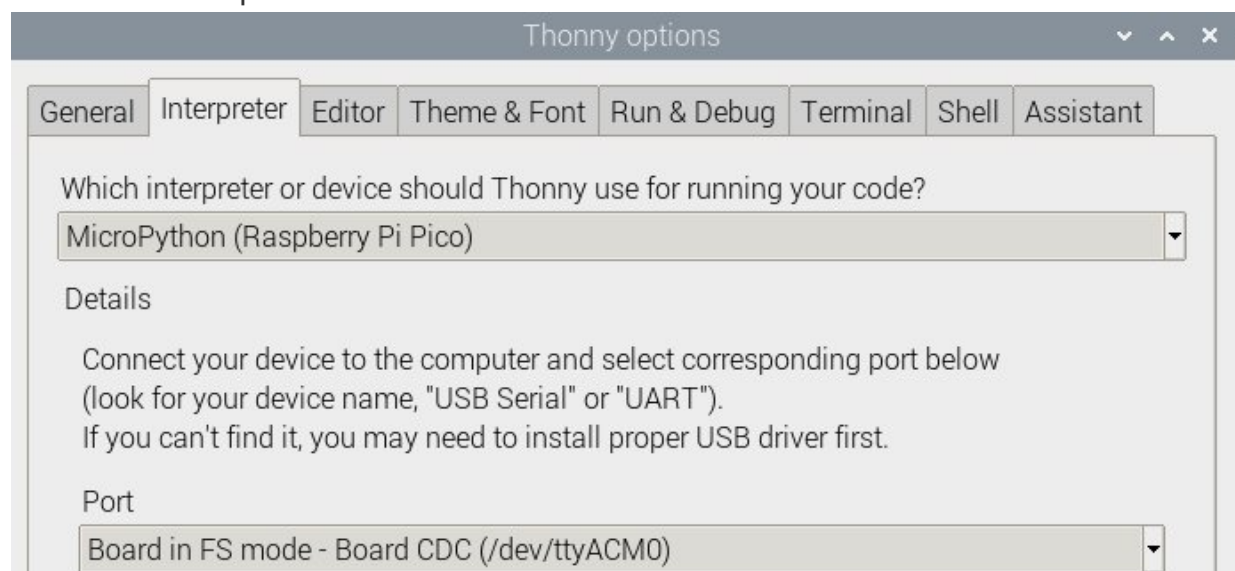 Thonny options
General Interpreter Editor Theme & Font Run & Debug Terminal Shell Assistant
Which interpreter or device should Thonny use for running your code?
MicroPython (Raspberry Pi Pico)
Details
Connect your device to the computer and select corresponding port below
(look for your device name, "USB Serial" or "UART").
If you can't find it, you may need to install proper USB driver first.
Port
Board in FS mode - Board CDC (/dev/ttyACM0)